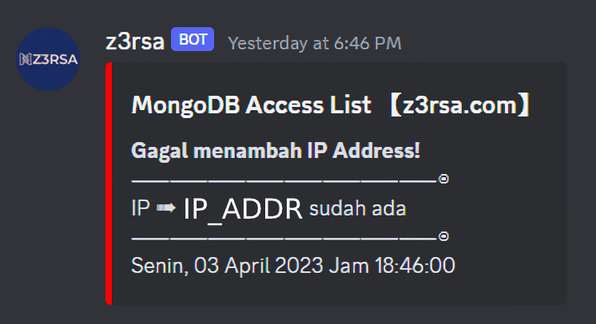 z3rsa BOT Yesterday at 6:46 PM
NZ3RSA
MongoDB Access List 【z3rsa.com】
Gagal menambah IP Address!
IP ➡ IP_ADDR sudah ada
Senin, 03 April 2023 Jam 18:46:00